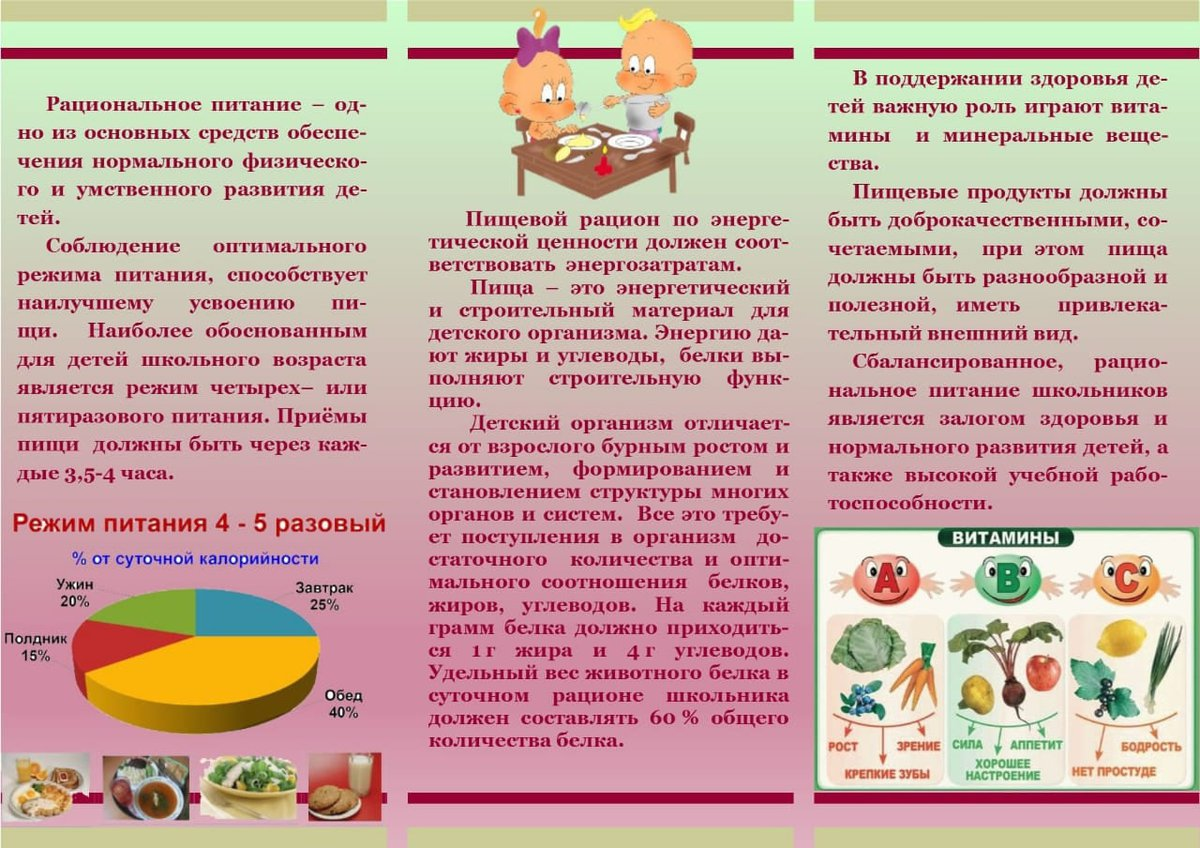 Рациональное питание – од-
но из основных средств обеспе-
чения нормального физическо-
го и умственного развития де-
тей.
Соблюдение оптимального
режима питания, способствует
наилучшему усвоению пи-
щи. Наиболее обоснованным
для детей школьного возраста
является режим четырех– или
пятиразового питания. Приёмы
пищи должны быть через каж-
дые 3,5-4 часа.
Режим питания 4 - 5 разовый
% от суточной калорийности
Ужин
20%
Завтрак
25%
Полдник
15%
Обед
40%
Пищевой рацион по энерге-
тической ценности должен соот-
ветствовать энергозатратам.
Пища – это энергетический
и строительный материал для
детского организма. Энергию да-
ют жиры и углеводы, белки вы-
полняют строительную функ-
цию.
Детский организм отличает-
ся от взрослого бурным ростом и
развитием, формированием и
становлением структуры многих
органов и систем. Все это требу-
ет поступления в организм до-
статочного количества и опти-
мального соотношения белков,
жиров, углеводов. На каждый
грамм белка должно приходить-
ся 1 г жира и 4 г углеводов.
Удельный вес животного белка в
суточном рационе школьника
должен составлять 60 % общего
количества белка.
В поддержании здоровья де-
тей важную роль играют вита-
мины и минеральные веще-
ства.
Пищевые продукты должны
быть доброкачественными, со-
четаемыми, при этом пища
должны быть разнообразной и
полезной, иметь привлека-
тельный внешний вид.
Сбалансированное, рацио-
нальное питание школьников
является залогом здоровья и
нормального развития детей, а
также высокой учебной рабо-
тоспособности.
ВИТАМИНЫ
А В С
РОСТ ЗРЕНИЕ
КРЕПКИЕ ЗУБЫ
СИЛА АППЕТИТ
ХОРОШЕЕ
НАСТРОЕНИЕ
БОДРОСТЬ
НЕТ ПРОСТУДЕ